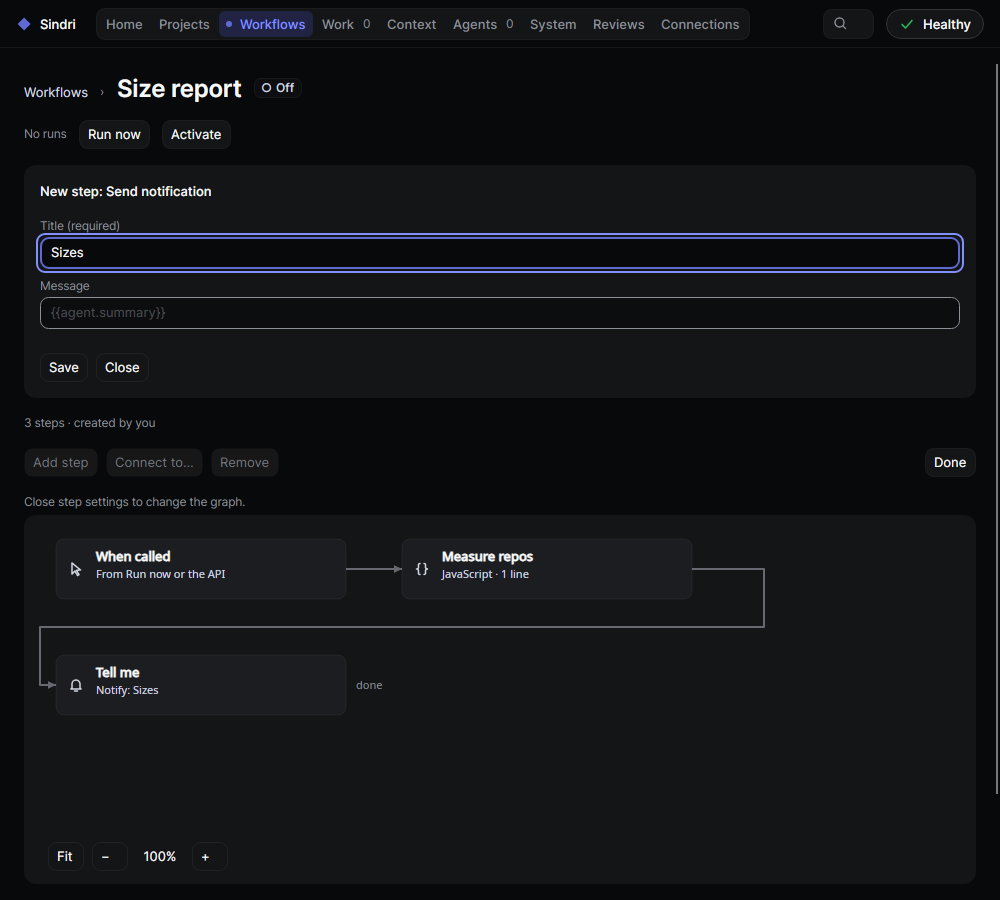 Sindri Home Projects Workflows Work 0 Context Agents 0 System Reviews Connections Healthy
Workflows › Size report Off
No runs Run now Activate
New step: Send notification
Title (required)
Sizes
Message
{{agent.summary}}
Save Close
3 steps · created by you
Add step Connect to... Remove Done
Close step settings to change the graph.
When called
From Run now or the API
{} Measure repos
JavaScript · 1 line
Tell me
Notify: Sizes
done
Fit − 100% +